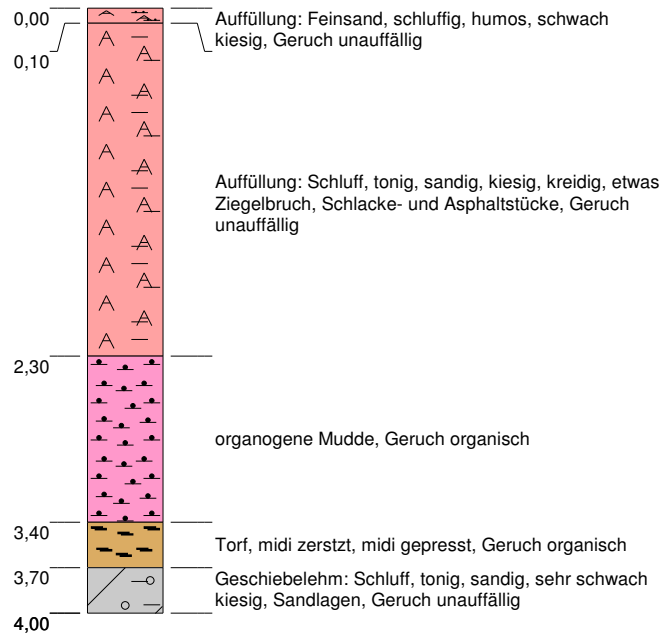 0,00
Auffüllung: Feinsand, schluffig, humos, schwach
kiesig, Geruch unauffällig
0,10
Auffüllung: Schluff, tonig, sandig, kiesig, kreidig, etwas
Ziegelbruch, Schlacke- und Asphaltstücke, Geruch
unauffällig
2,30
organogene Mudde, Geruch organisch
3,40
Torf, midi zerstzt, midi gepresst, Geruch organisch
3,70
Geschiebelehm: Schluff, tonig, sandig, sehr schwach
kiesig, Sandlagen, Geruch unauffällig
4,00